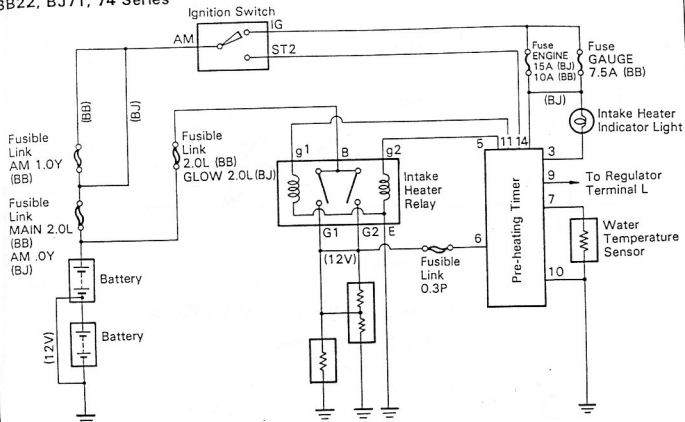 BB22, BJ71, 74 Series
Ignition Switch
IG
AM
ST2
Fuse
ENGINE
15A (BJ)
10A (BB)
Fuse
GAUGE
7.5A (BB)
(BB)
(BJ)
(BJ)
Intake Heater
Indicator Light
Fusible
Link
AM 1.0Y
(BB)
Fusible
Link
2.0L (BB)
GLOW 2.0L(BJ)
g1
B
g2
5
11
14
3
Intake
Heater
Relay
Pre-heating Timer
9
To Regulator
Terminal L
7
Fusible
Link
MAIN 2.0L
(BB)
AM .0Y
(BJ)
G1
G2
E
(12V)
6
Water
Temperature
Sensor
Fusible
Link
0.3P
10
Battery
Battery
(12V)